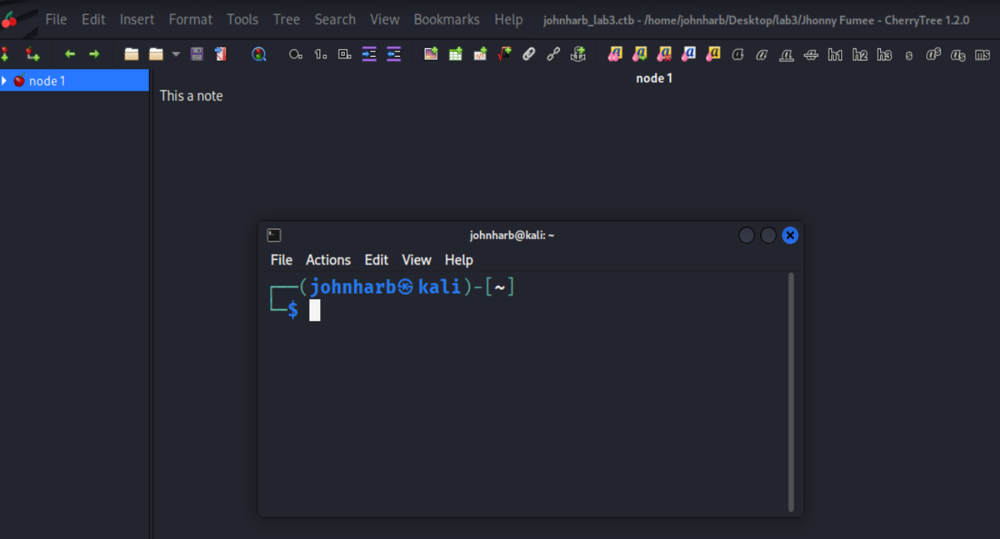 File Edit Insert Format Tools Tree Search View Bookmarks Help johnharb_lab3.ctb - /home/johnharb/Desktop/lab3/Jhonny Fumee - CherryTree 1.2.0
h1 h2 h3 s a^s a_s ms
node 1
node 1
This a note
johnharb@kali: ~
File Actions Edit View Help
┌──(johnharb㉿kali)-[~]
└─$